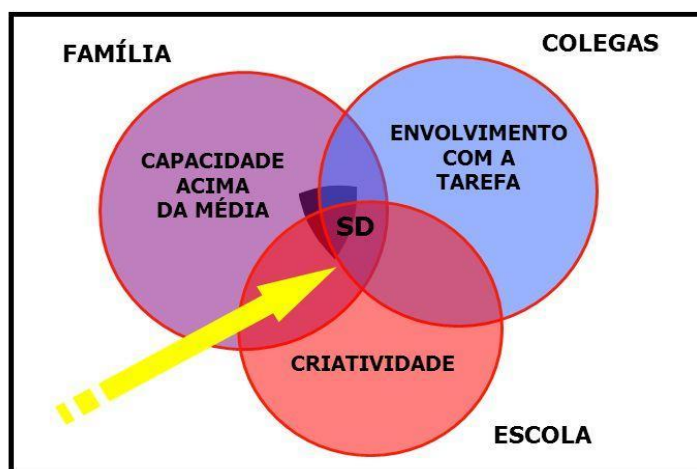 FAMÍLIA
COLEGAS
CAPACIDADE
ACIMA
DA MÉDIA
ENVOLVIMENTO
COM A
TAREFA
SD
CRIATIVIDADE
ESCOLA